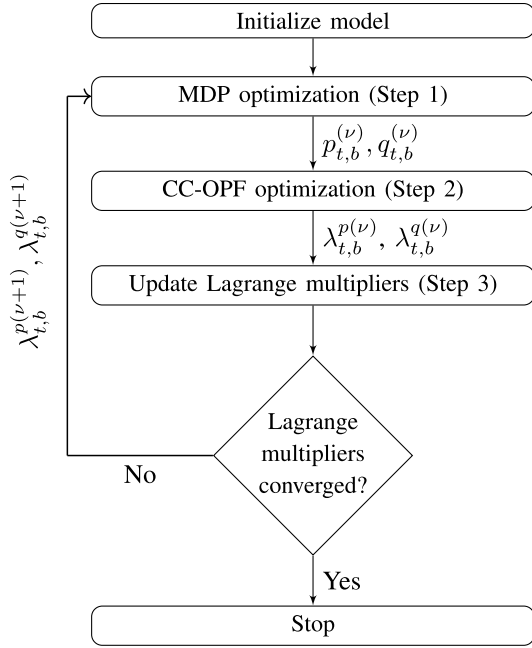 Initialize model
MDP optimization (Step 1)
p_{t,b}^{(ν)}, q_{t,b}^{(ν)}
CC-OPF optimization (Step 2)
λ_{t,b}^{p(ν)}, λ_{t,b}^{q(ν)}
Update Lagrange multipliers (Step 3)
λ_{t,b}^{p(ν+1)}, λ_{t,b}^{q(ν+1)}
Lagrange
multipliers
converged?
No
Yes
Stop